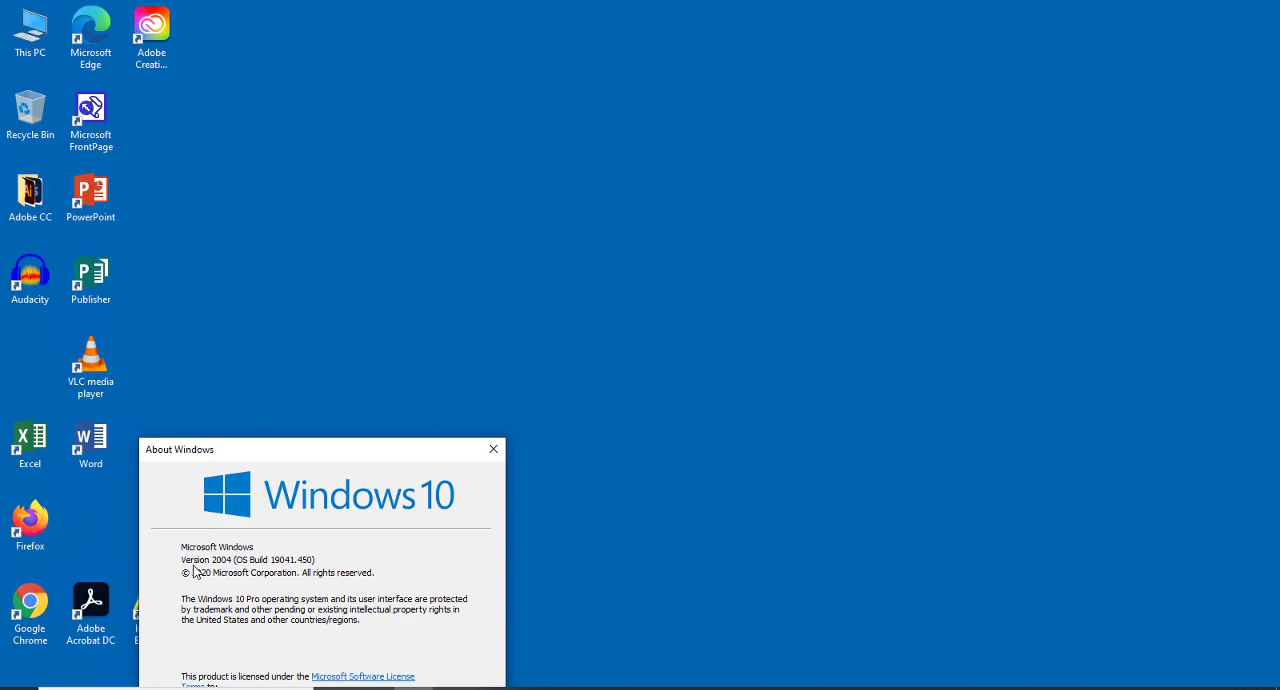 This PC
Microsoft
Edge
Adobe
Creati...
Recycle Bin
Microsoft
FrontPage
Adobe CC
PowerPoint
Audacity
Publisher
VLC media
player
Excel
Word
Firefox
Google
Chrome
Adobe
Acrobat DC
About Windows
Windows 10
Microsoft Windows
Version 2004 (OS Build 19041.450)
© Microsoft Corporation. All rights reserved.
The Windows 10 Pro operating system and its user interface are protected
by trademark and other pending or existing intellectual property rights in
the United States and other countries/regions.
This product is licensed under the Microsoft Software License
Terms to: